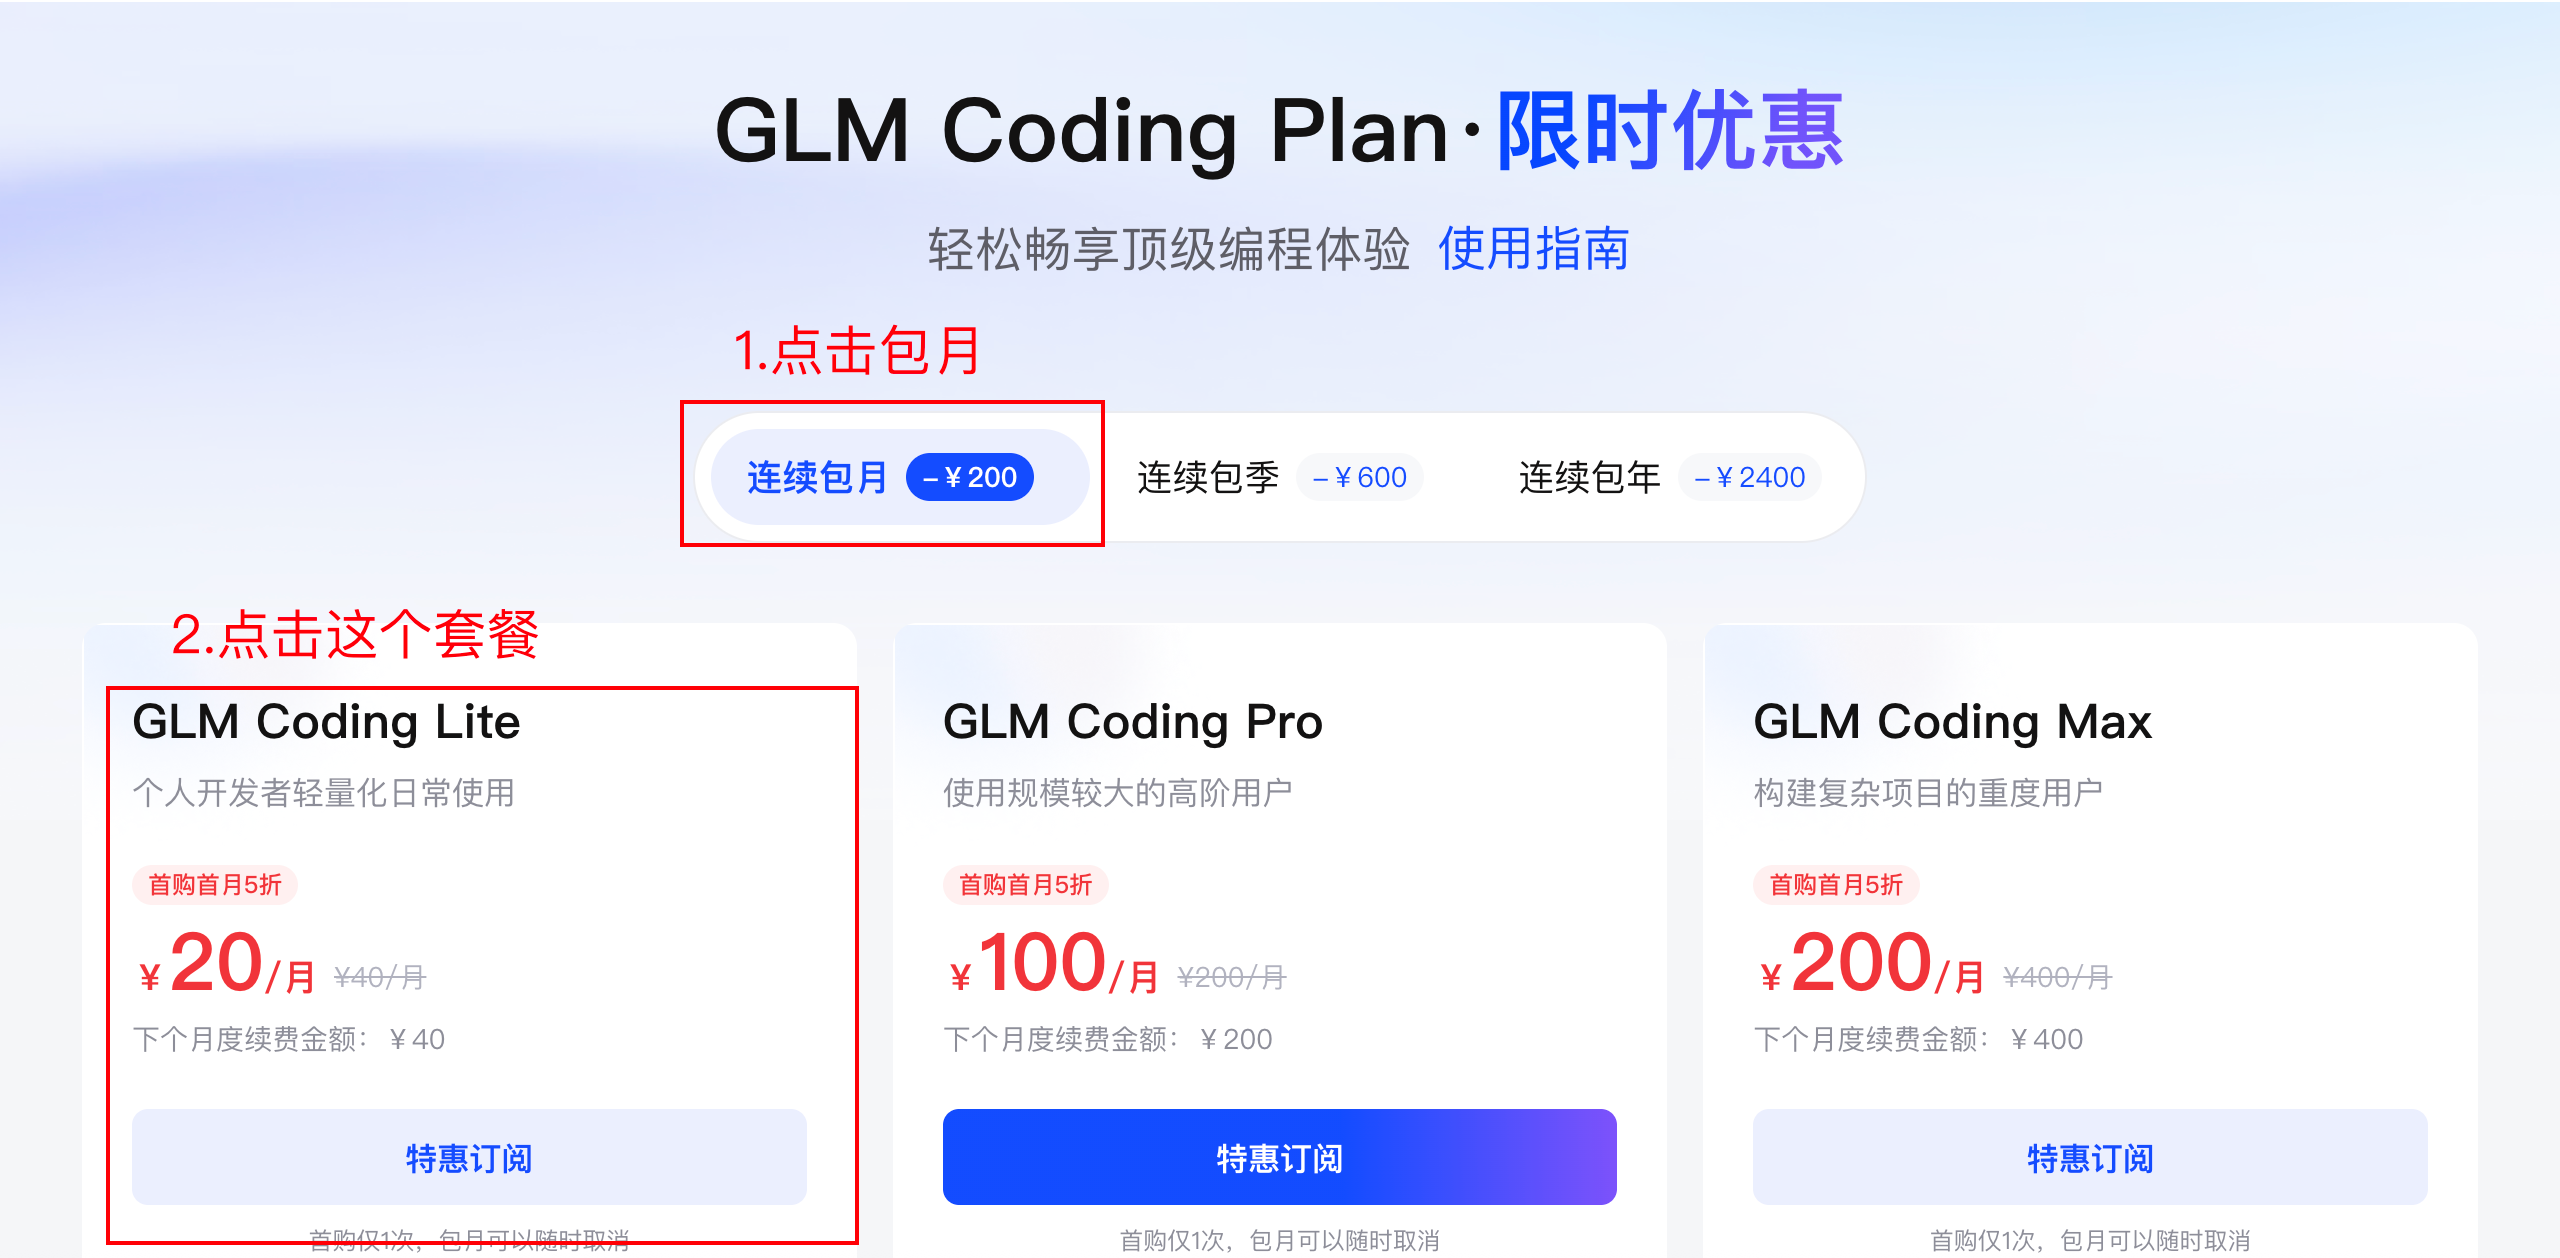 GLM Coding Plan·限时优惠
轻松畅享顶级编程体验 使用指南
1.点击包月
连续包月 -¥200 连续包季 -¥600 连续包年 -¥2400
2.点击这个套餐
GLM Coding Lite
个人开发者轻量化日常使用
首购首月5折
¥20/月 ¥40/月
下个月度续费金额： ¥40
特惠订阅
首购仅1次，包月可以随时取消
GLM Coding Pro
使用规模较大的高阶用户
首购首月5折
¥100/月 ¥200/月
下个月度续费金额： ¥200
特惠订阅
首购仅1次，包月可以随时取消
GLM Coding Max
构建复杂项目的重度用户
首购首月5折
¥200/月 ¥400/月
下个月度续费金额： ¥400
特惠订阅
首购仅1次，包月可以随时取消